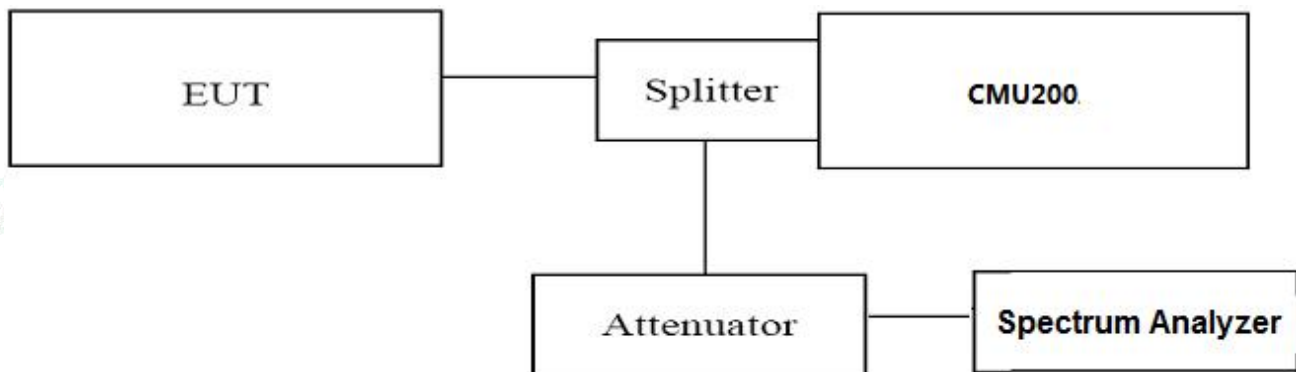 EUT
Splitter
CMU200
Attenuator
Spectrum Analyzer